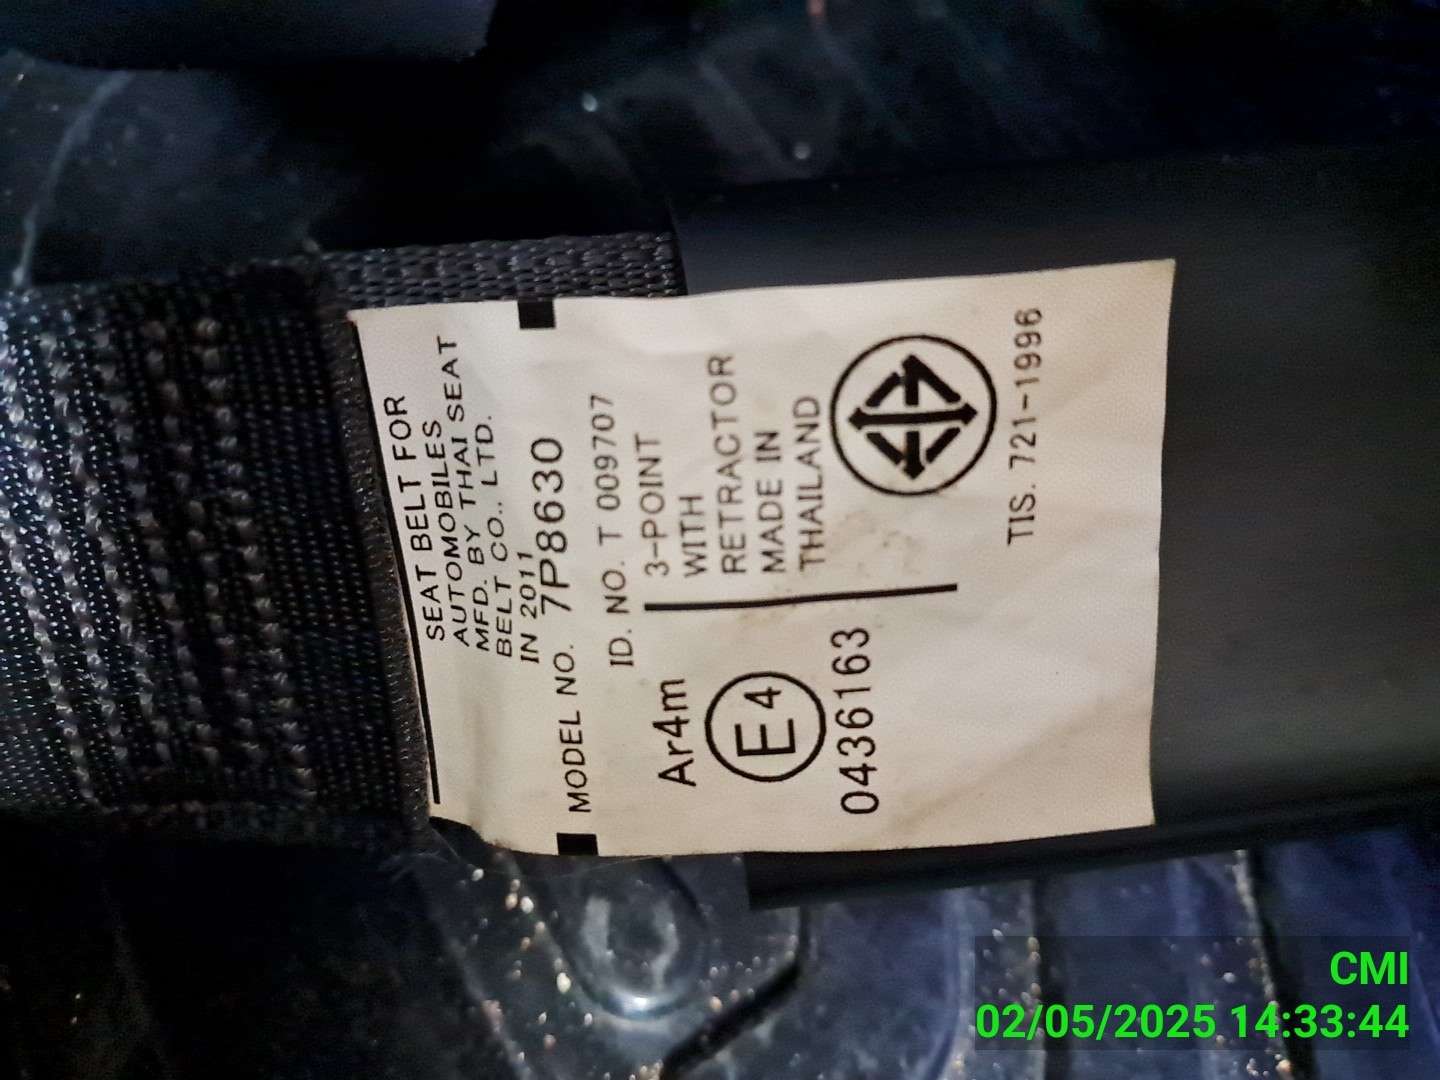 SEAT BELT FOR
AUTOMOBILES
MFD. BY THAI SEAT
BELT CO., LTD.
IN 2011
MODEL NO. 7P8630
ID. NO. T 009707
Ar4m
E4
0436163
3-POINT
WITH
RETRACTOR
MADE IN
THAILAND
TIS. 721-1996
CMI
02/05/2025 14:33:44